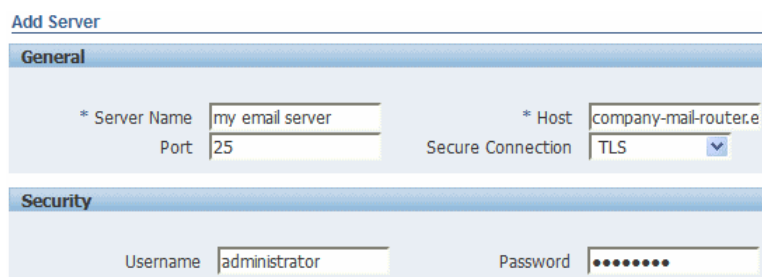 Add Server
General
* Server Name my email server * Host company-mail-router.e
Port 25 Secure Connection TLS
Security
Username administrator Password ••••••••